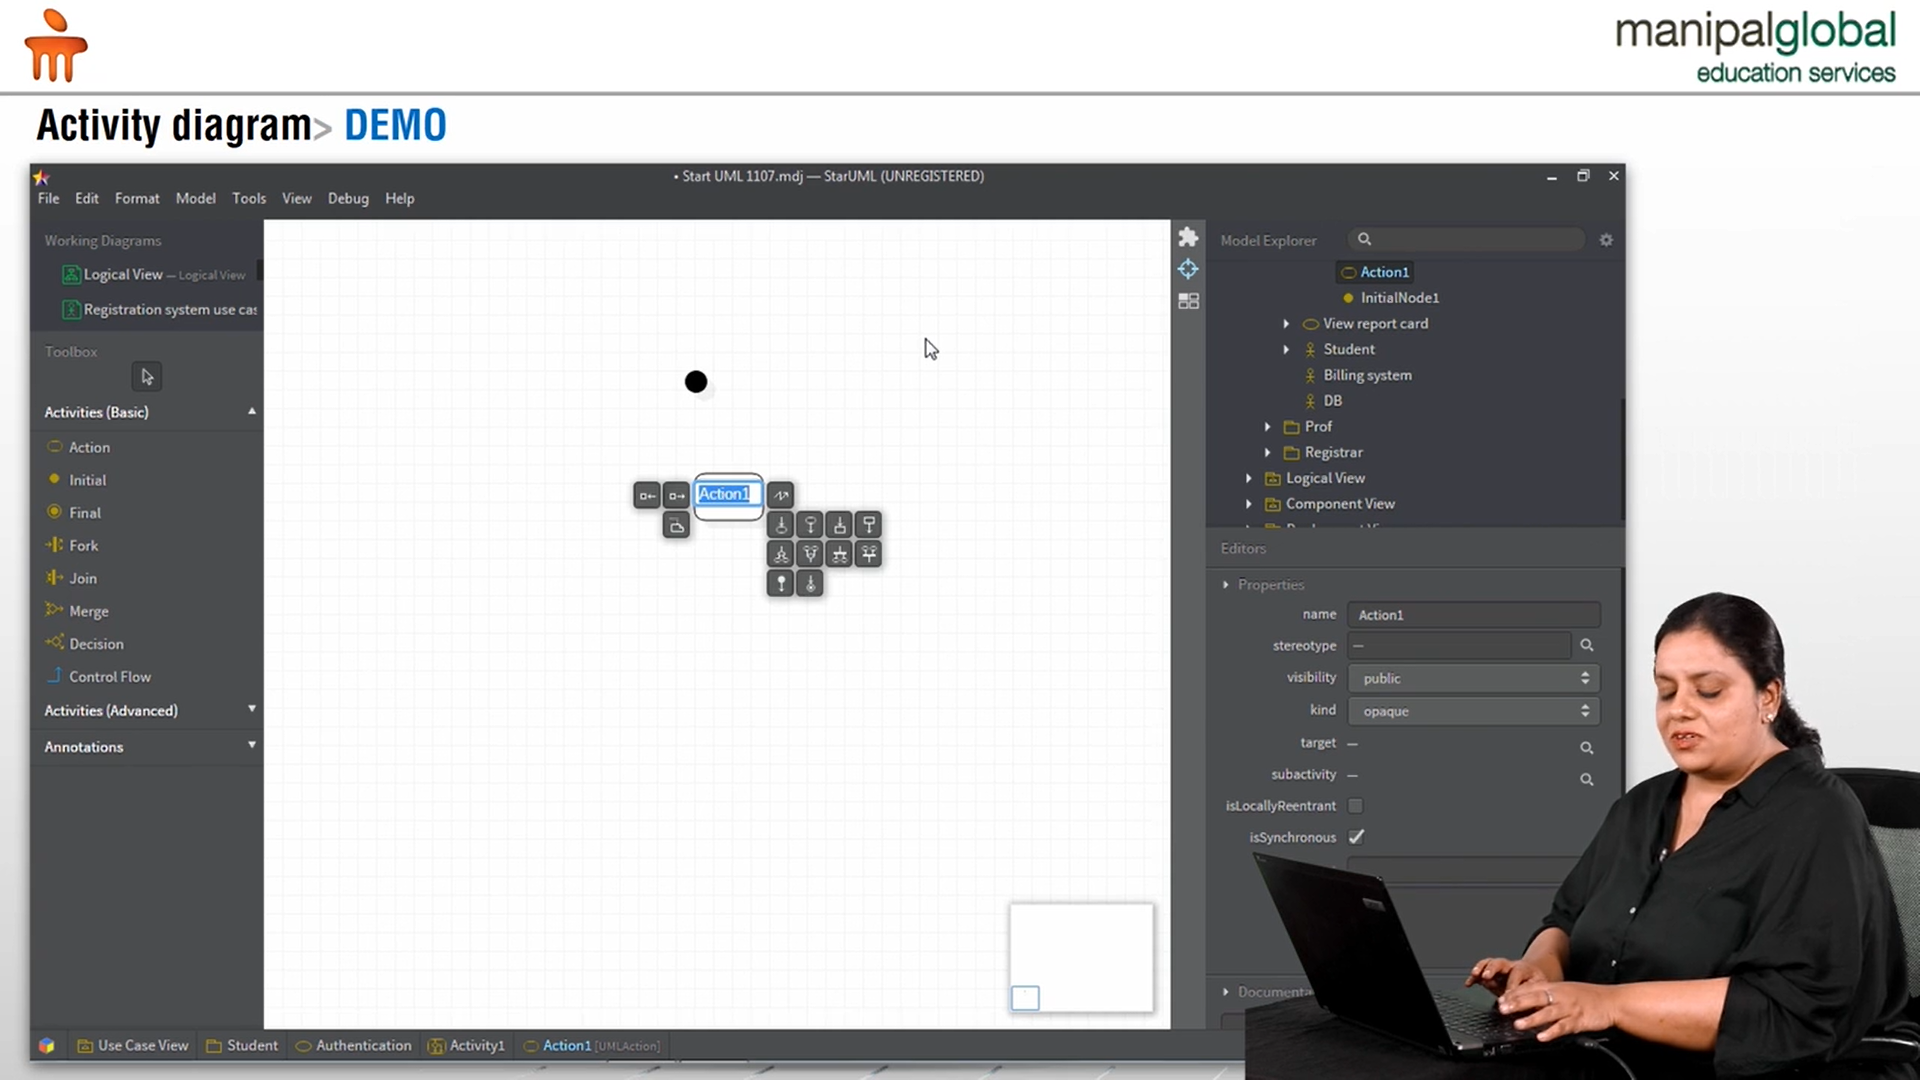 manipalglobal
education services
Activity diagram> DEMO
• Start UML 1107.mdj — StarUML (UNREGISTERED)
File Edit Format Model Tools View Debug Help
Working Diagrams
Logical View — Logical View
Registration system use cas
Toolbox
Activities (Basic)
Action
Initial
Final
Fork
Join
Merge
Decision
Control Flow
Activities (Advanced)
Annotations
Action1
Model Explorer
Action1
InitialNode1
View report card
Student
Billing system
DB
Prof
Registrar
Logical View
Component View
Editors
Properties
name Action1
stereotype —
visibility public
kind opaque
target —
subactivity —
isLocallyReentrant
isSynchronous
Documenta
Use Case View Student Authentication Activity1 Action1 [UMLAction]